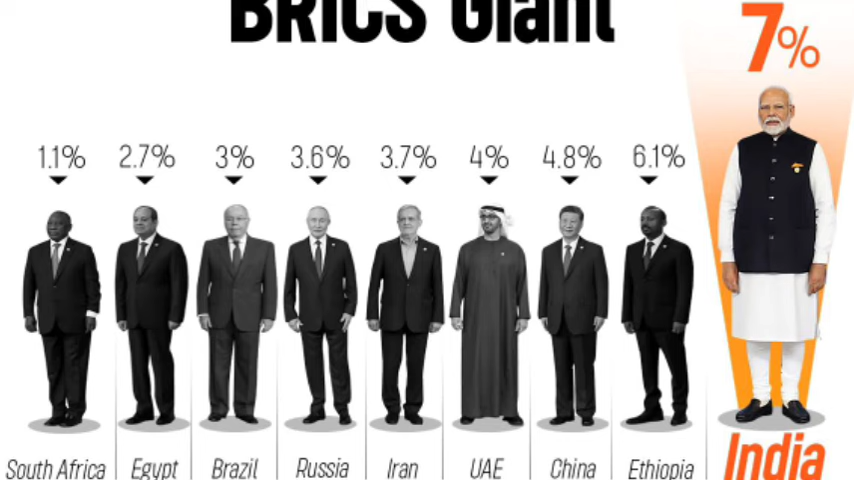 BRICS Giant
7%
1.1% 2.7% 3% 3.6% 3.7% 4% 4.8% 6.1%
South Africa Egypt Brazil Russia Iran UAE China Ethiopia India